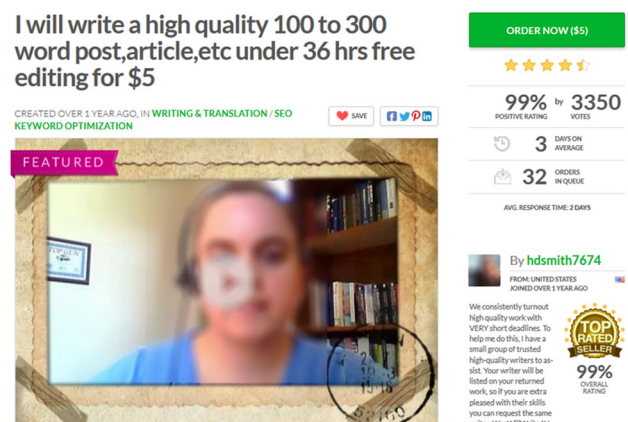 I will write a high quality 100 to 300
word post,article,etc under 36 hrs free
editing for $5
CREATED OVER 1 YEAR AGO, IN WRITING & TRANSLATION / SEO
KEYWORD OPTIMIZATION
SAVE
FEATURED
TOP GUN
ORDER NOW ($5)
99% by 3350
POSITIVE RATING VOTES
3 DAYS ON
AVERAGE
32 ORDERS
IN QUEUE
AVG. RESPONSE TIME: 2 DAYS
By hdsmith7674
FROM: UNITED STATES
JOINED OVER 1 YEAR AGO
We consistently turnout
high quality work with
VERY short deadlines. To
help me do this, I have a
small group of trusted
high-quality writers to as-
sist. Your writer will be
listed on your returned
work, so if you are extra
pleased with their skills
you can request the same
TOP
RATED
SELLER
99%
OVERALL
RATING